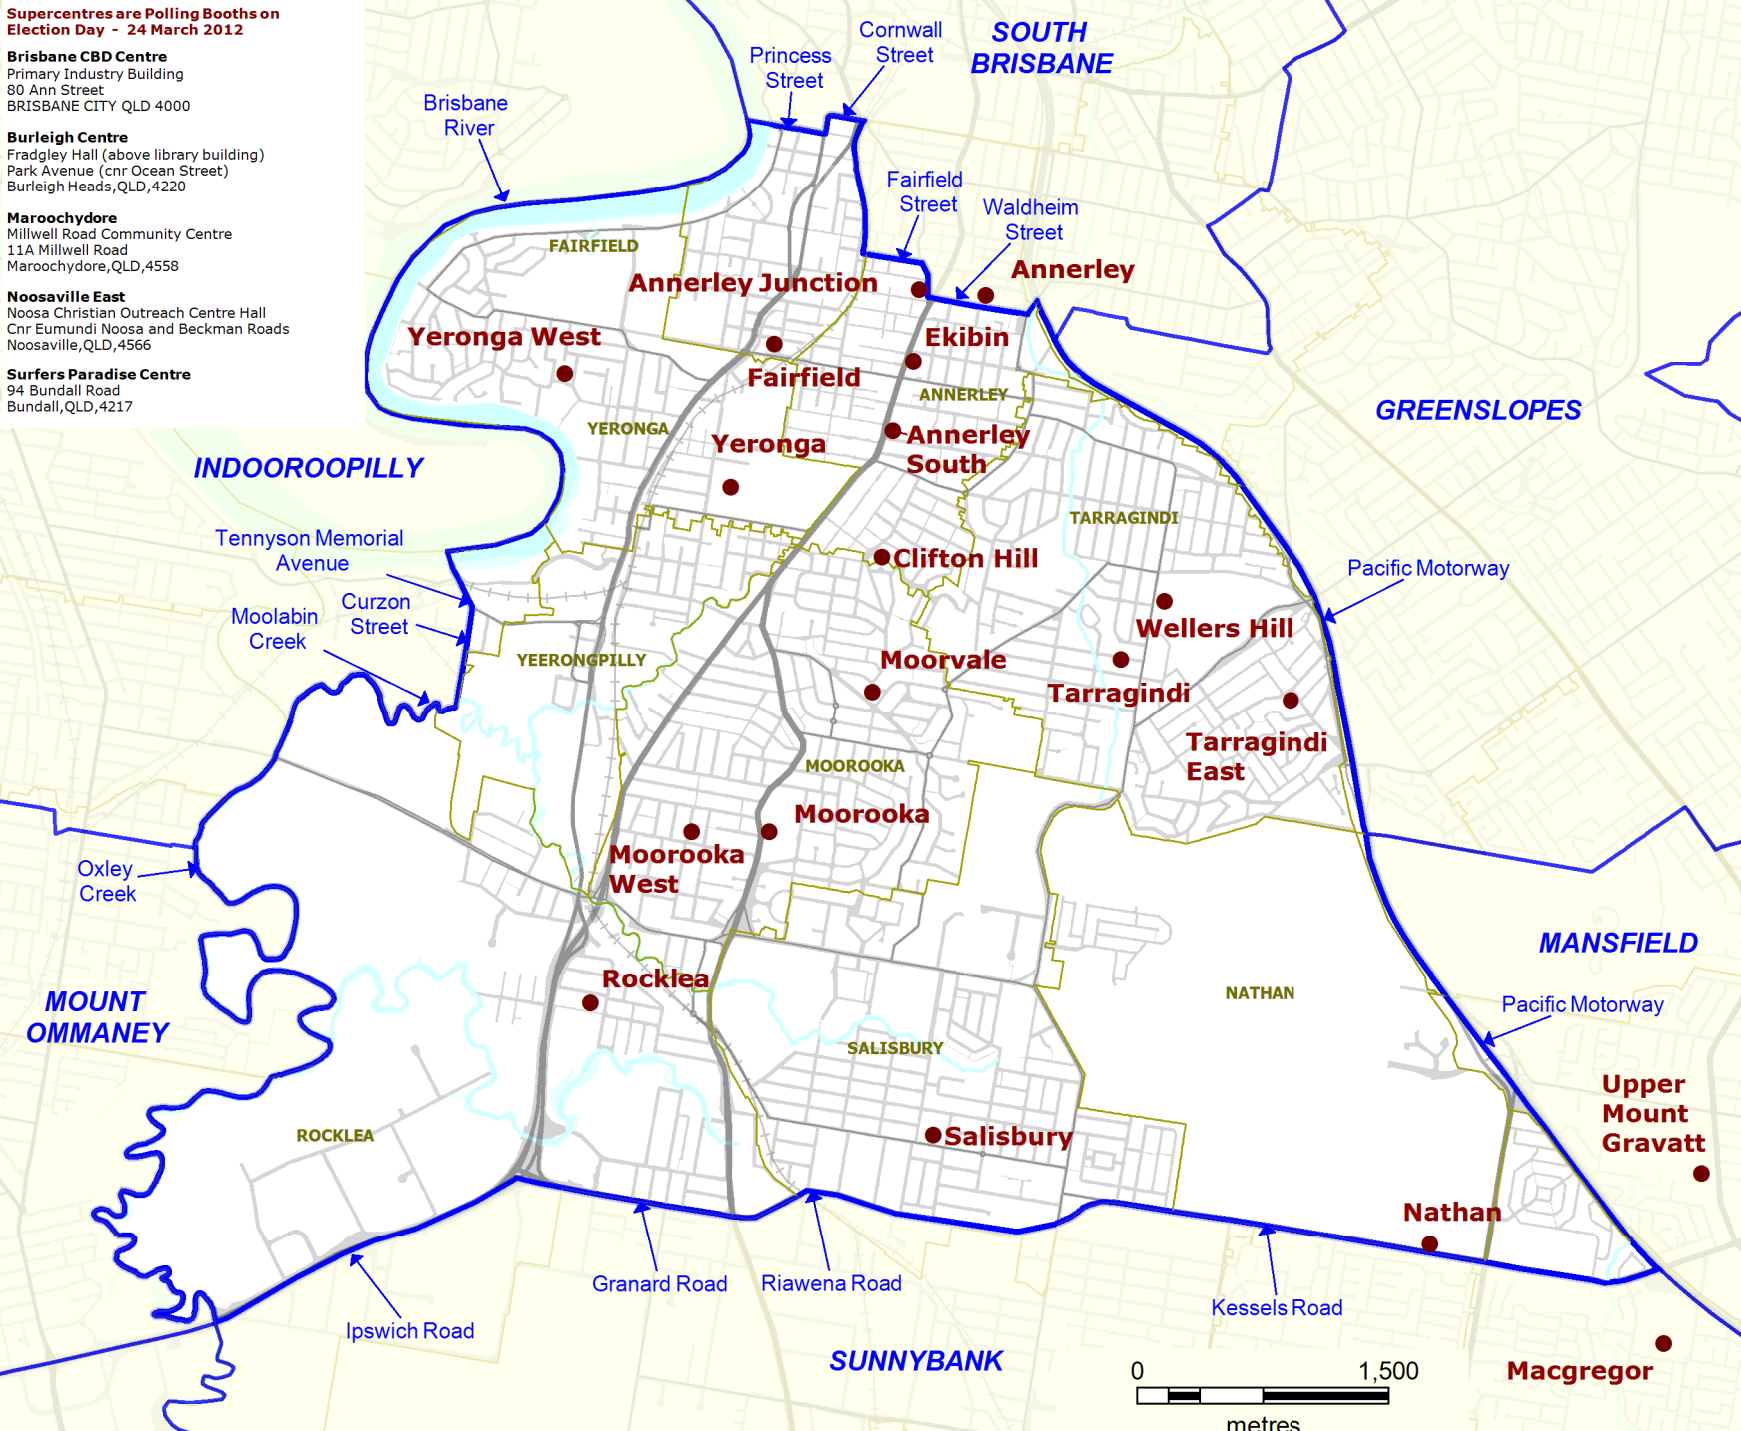 Supercentres are Polling Booths on
Election Day - 24 March 2012
Brisbane CBD Centre
Primary Industry Building
80 Ann Street
BRISBANE CITY QLD 4000
Burleigh Centre
Fradgley Hall (above library building)
Park Avenue (cnr Ocean Street)
Burleigh Heads,QLD,4220
Maroochydore
Millwell Road Community Centre
11A Millwell Road
Maroochydore,QLD,4558
Noosaville East
Noosa Christian Outreach Centre Hall
Cnr Eumundi Noosa and Beckman Roads
Noosaville,QLD,4566
Surfers Paradise Centre
94 Bundall Road
Bundall,QLD,4217
SOUTH
BRISBANE
Cornwall
Street
Princess
Street
Brisbane
River
Fairfield
Street
Waldheim
Street
FAIRFIELD
Annerley Junction
Annerley
Yeronga West
Ekibin
Fairfield
ANNERLEY
GREENSLOPES
YERONGA
Yeronga
Annerley
South
INDOOROOPILLY
TARRAGINDI
Tennyson Memorial
Avenue
Clifton Hill
Pacific Motorway
Curzon
Street
Moolabin
Creek
Wellers Hill
YEERONGPILLY
Moorvale
Tarragindi
Tarragindi
East
MOOROOKA
Moorooka
Moorooka
West
Oxley
Creek
MANSFIELD
Rocklea
NATHAN
MOUNT
OMMANEY
Pacific Motorway
SALISBURY
Upper
Mount
Gravatt
ROCKLEA
Salisbury
Nathan
Granard Road
Riawena Road
Kessels Road
Ipswich Road
SUNNYBANK
Macgregor
0 1,500
metres